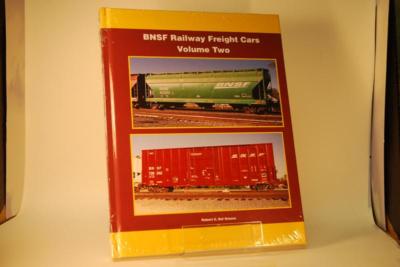 BNSF Railway Freight Cars
Volume Two
BNSF